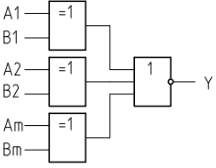 A1 =1
B1
A2 =1 1 Y
B2
Am =1
Bm